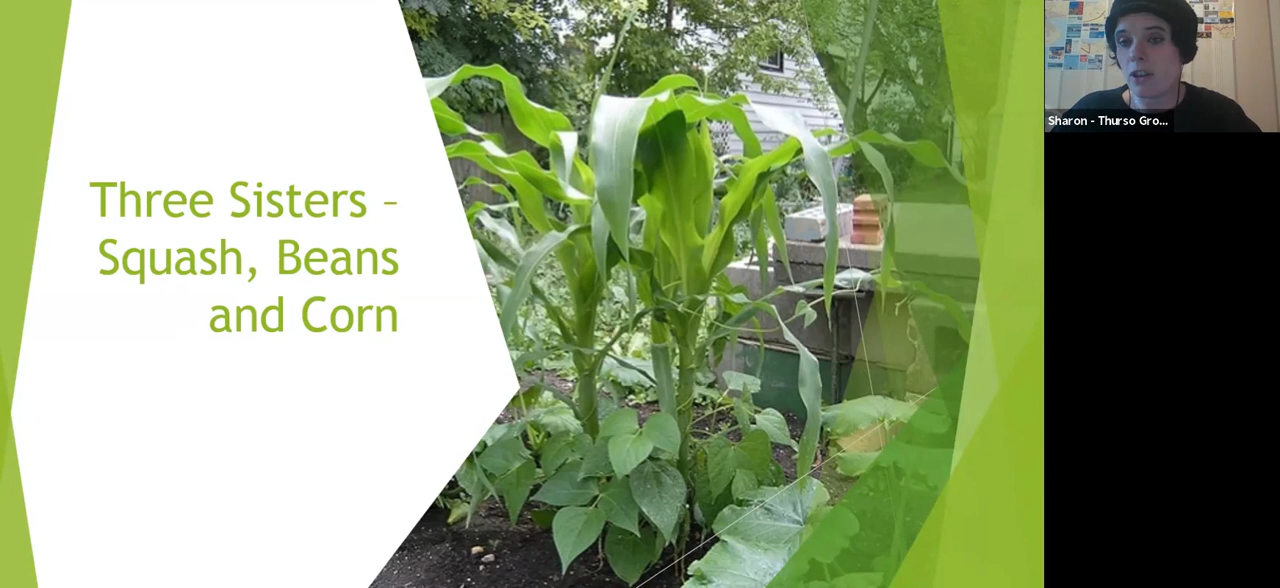 Three Sisters –
Squash, Beans
and Corn
Sharon - Thurso Gro...